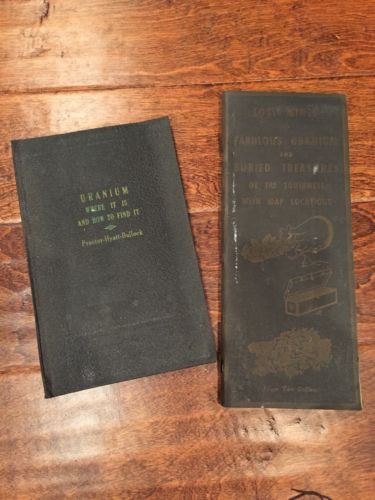 URANIUM
WHERE IT IS
AND HOW TO FIND IT
Proctor-Hyatt-Bullock
LOST MINES
FABULOUS URANIUM
AND
BURIED TREASURES
OF THE SOUTHWEST
WITH MAP LOCATIONS
Price Two Dollars